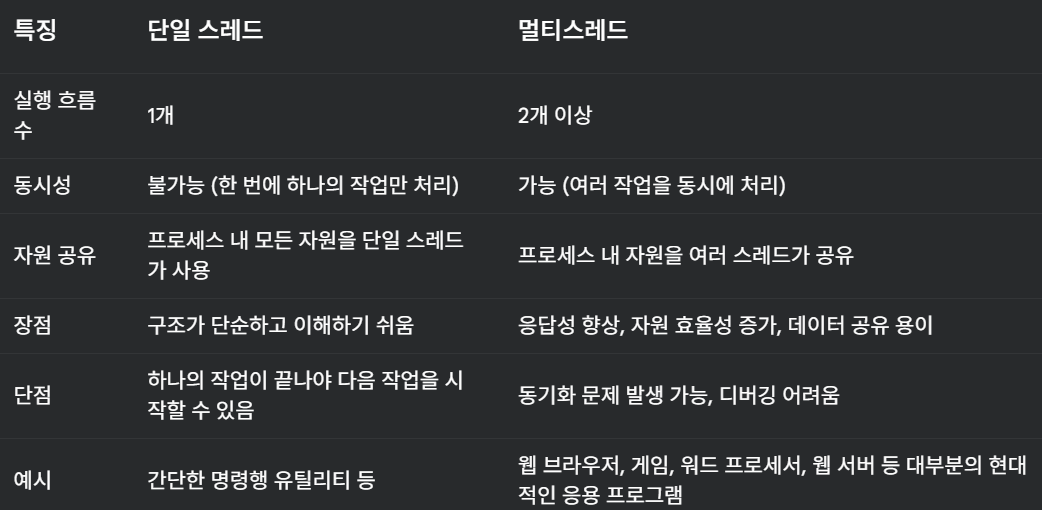 특징 단일 스레드 멀티스레드
실행 흐름
수
1개 2개 이상
동시성 불가능 (한 번에 하나의 작업만 처리) 가능 (여러 작업을 동시에 처리)
자원 공유
프로세스 내 모든 자원을 단일 스레드
가 사용
프로세스 내 자원을 여러 스레드가 공유
장점 구조가 단순하고 이해하기 쉬움 응답성 향상, 자원 효율성 증가, 데이터 공유 용이
단점
하나의 작업이 끝나야 다음 작업을 시
작할 수 있음
동기화 문제 발생 가능, 디버깅 어려움
예시 간단한 명령행 유틸리티 등
웹 브라우저, 게임, 워드 프로세서, 웹 서버 등 대부분의 현대
적인 응용 프로그램